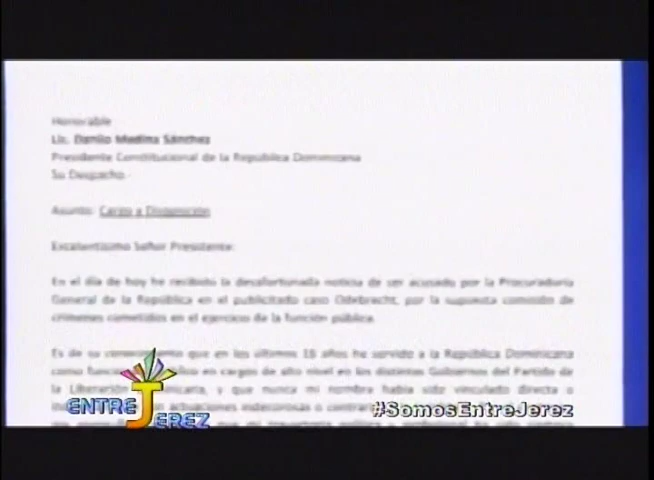 Honorable
Lic. Danilo Medina Sánchez
Presidente Constitucional de la República Dominicana
Su Despacho.-
Asunto: Cargo a Disposición
Excelentísimo Señor Presidente:
En el día de hoy he recibido la desafortunada noticia de ser acusado por la Procuraduría
General de la República en el publicitado caso Odebrecht, por la supuesta comisión de
crímenes cometidos en el ejercicio de la función pública.
Es de su que en los últimos 16 años he servido a la República Dominicana
como en cargos de alto nivel en los distintos Gobiernos del Partido de
la Liberación y que nunca mi nombre había sido vinculado directa o
actuaciones indecorosas o
ENTRE JEREZ
#SomosEntreJerez